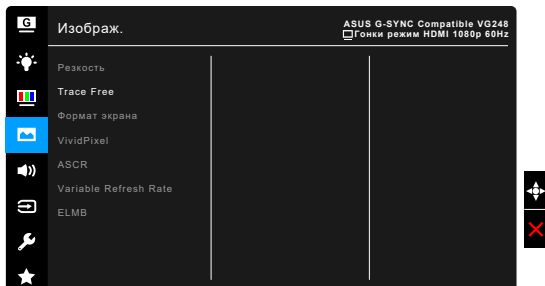 G
Изображ.
ASUS G-SYNC Compatible VG248
Гонки режим HDMI 1080p 60Hz
Резкость
Trace Free
Формат экрана
VividPixel
ASCR
Variable Refresh Rate
ELMB